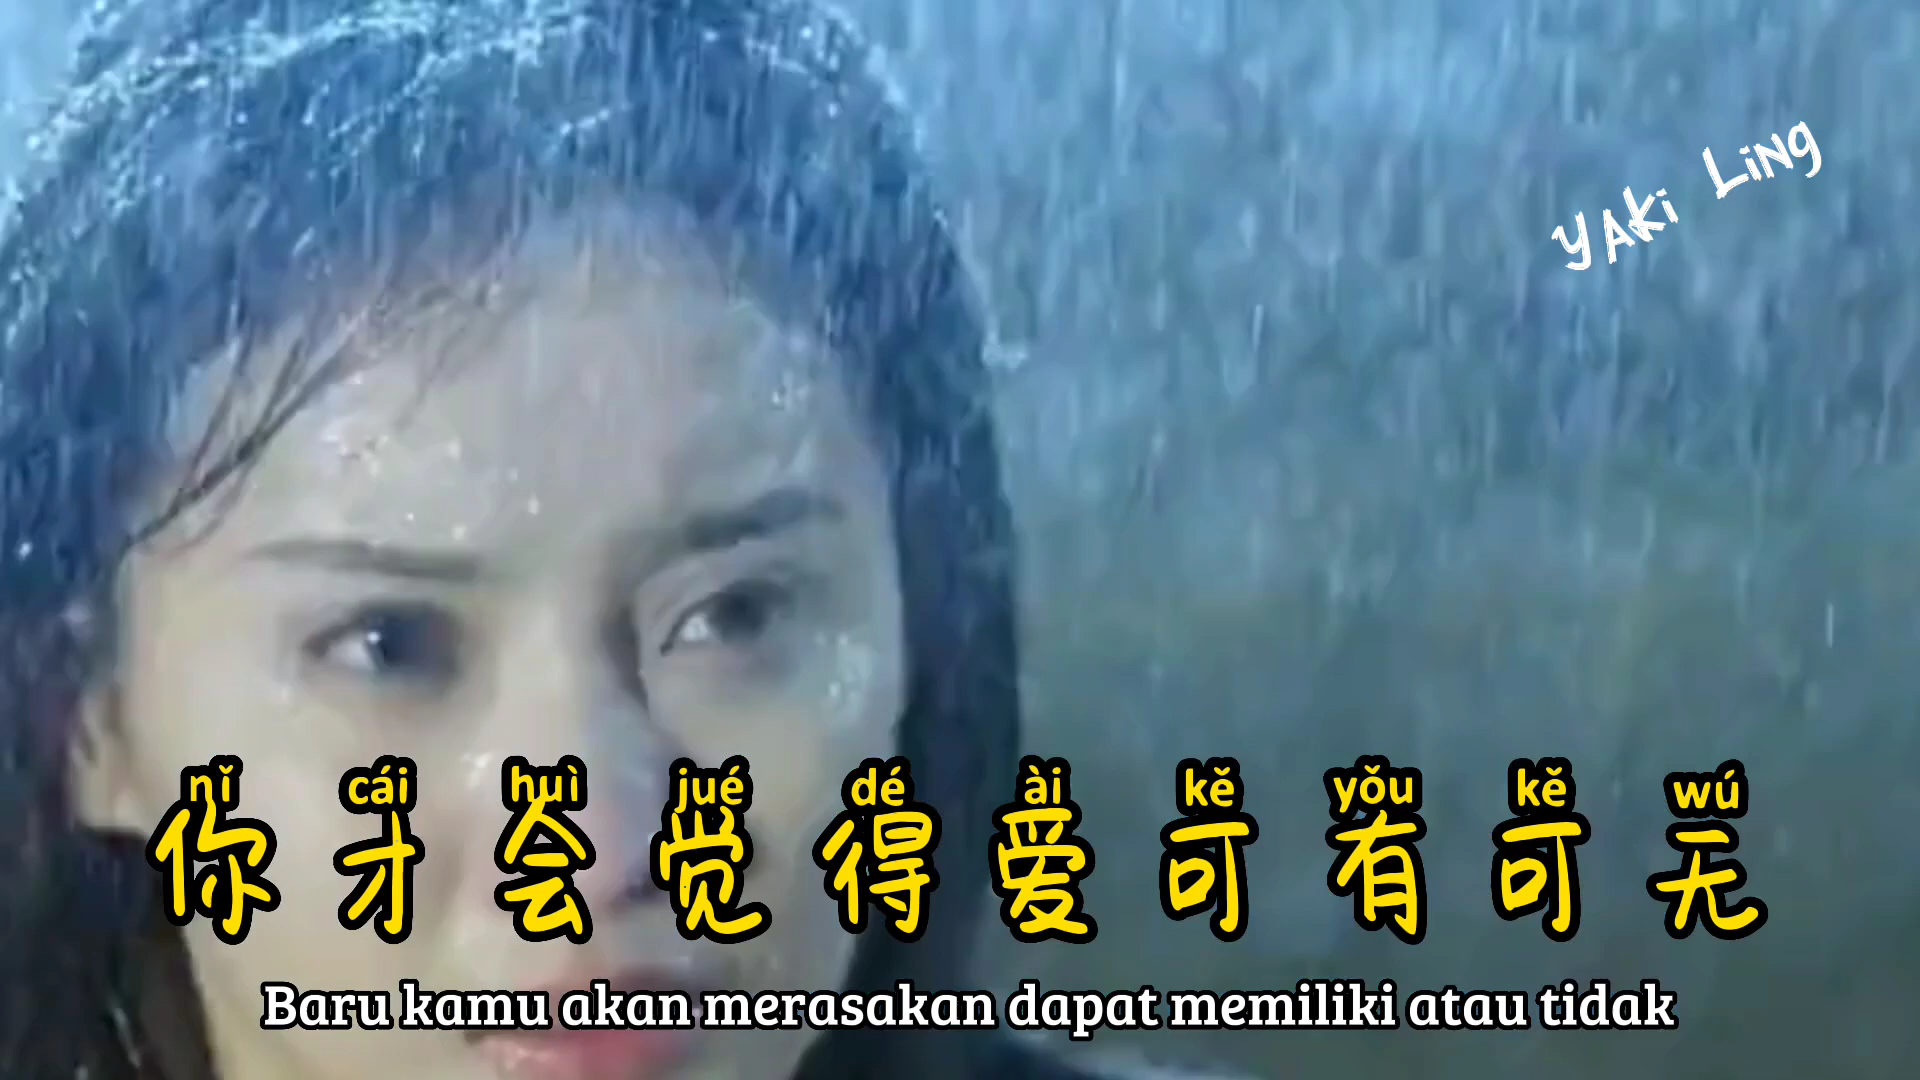 YAKi LiNg
nǐ cái huì jué dé ài kě yǒu kě wú
你才会觉得爱可有可无
Baru kamu akan merasakan dapat memiliki atau tidak